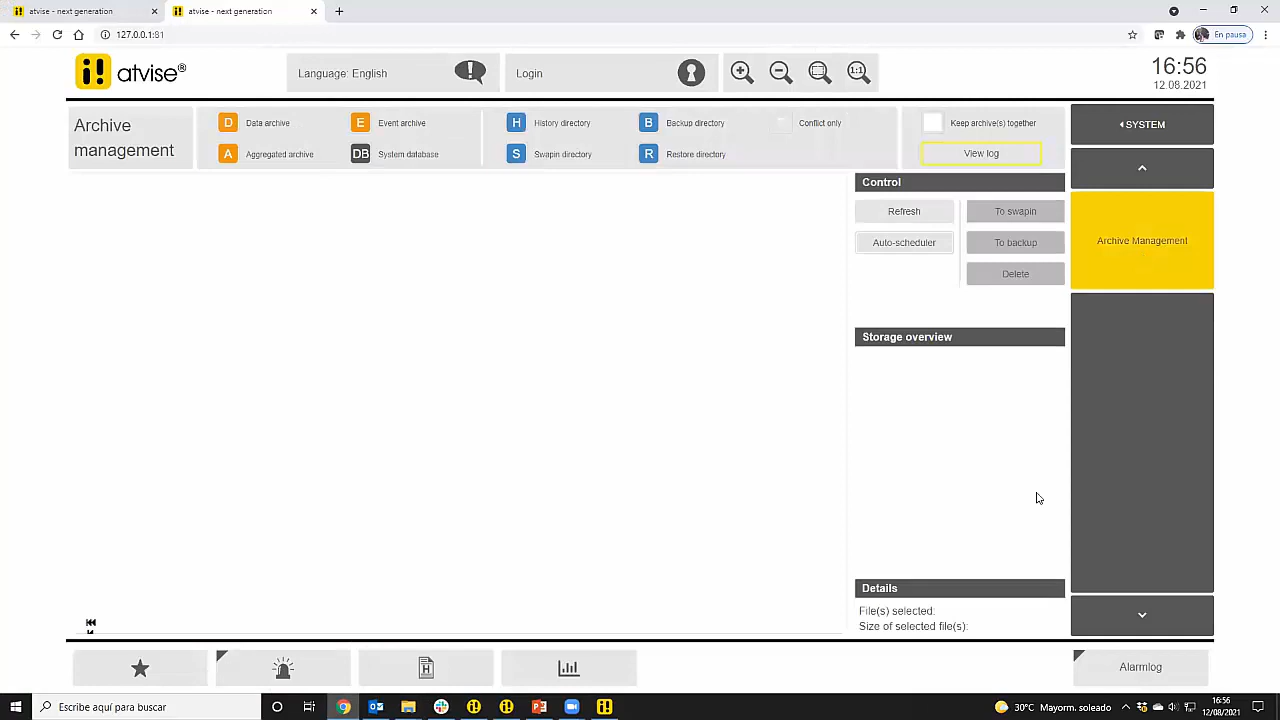 atvise - next generation
atvise - next generation
127.0.0.1:81
En pausa
atvise®
Language: English
Login
1:1
16:56
12.08.2021
Archive
management
D Data archive
E Event archive
H History directory
B Backup directory
Conflict only
Keep archive(s) together
SYSTEM
A Aggregated archive
DB System database
S Swapin directory
R Restore directory
View log
Control
Refresh
To swapin
Auto-scheduler
To backup
Delete
Archive Management
Storage overview
Details
File(s) selected:
Size of selected file(s):
H
Alarmlog
Escribe aquí para buscar
30°C Mayorm. soleado
16:56
12/08/2021